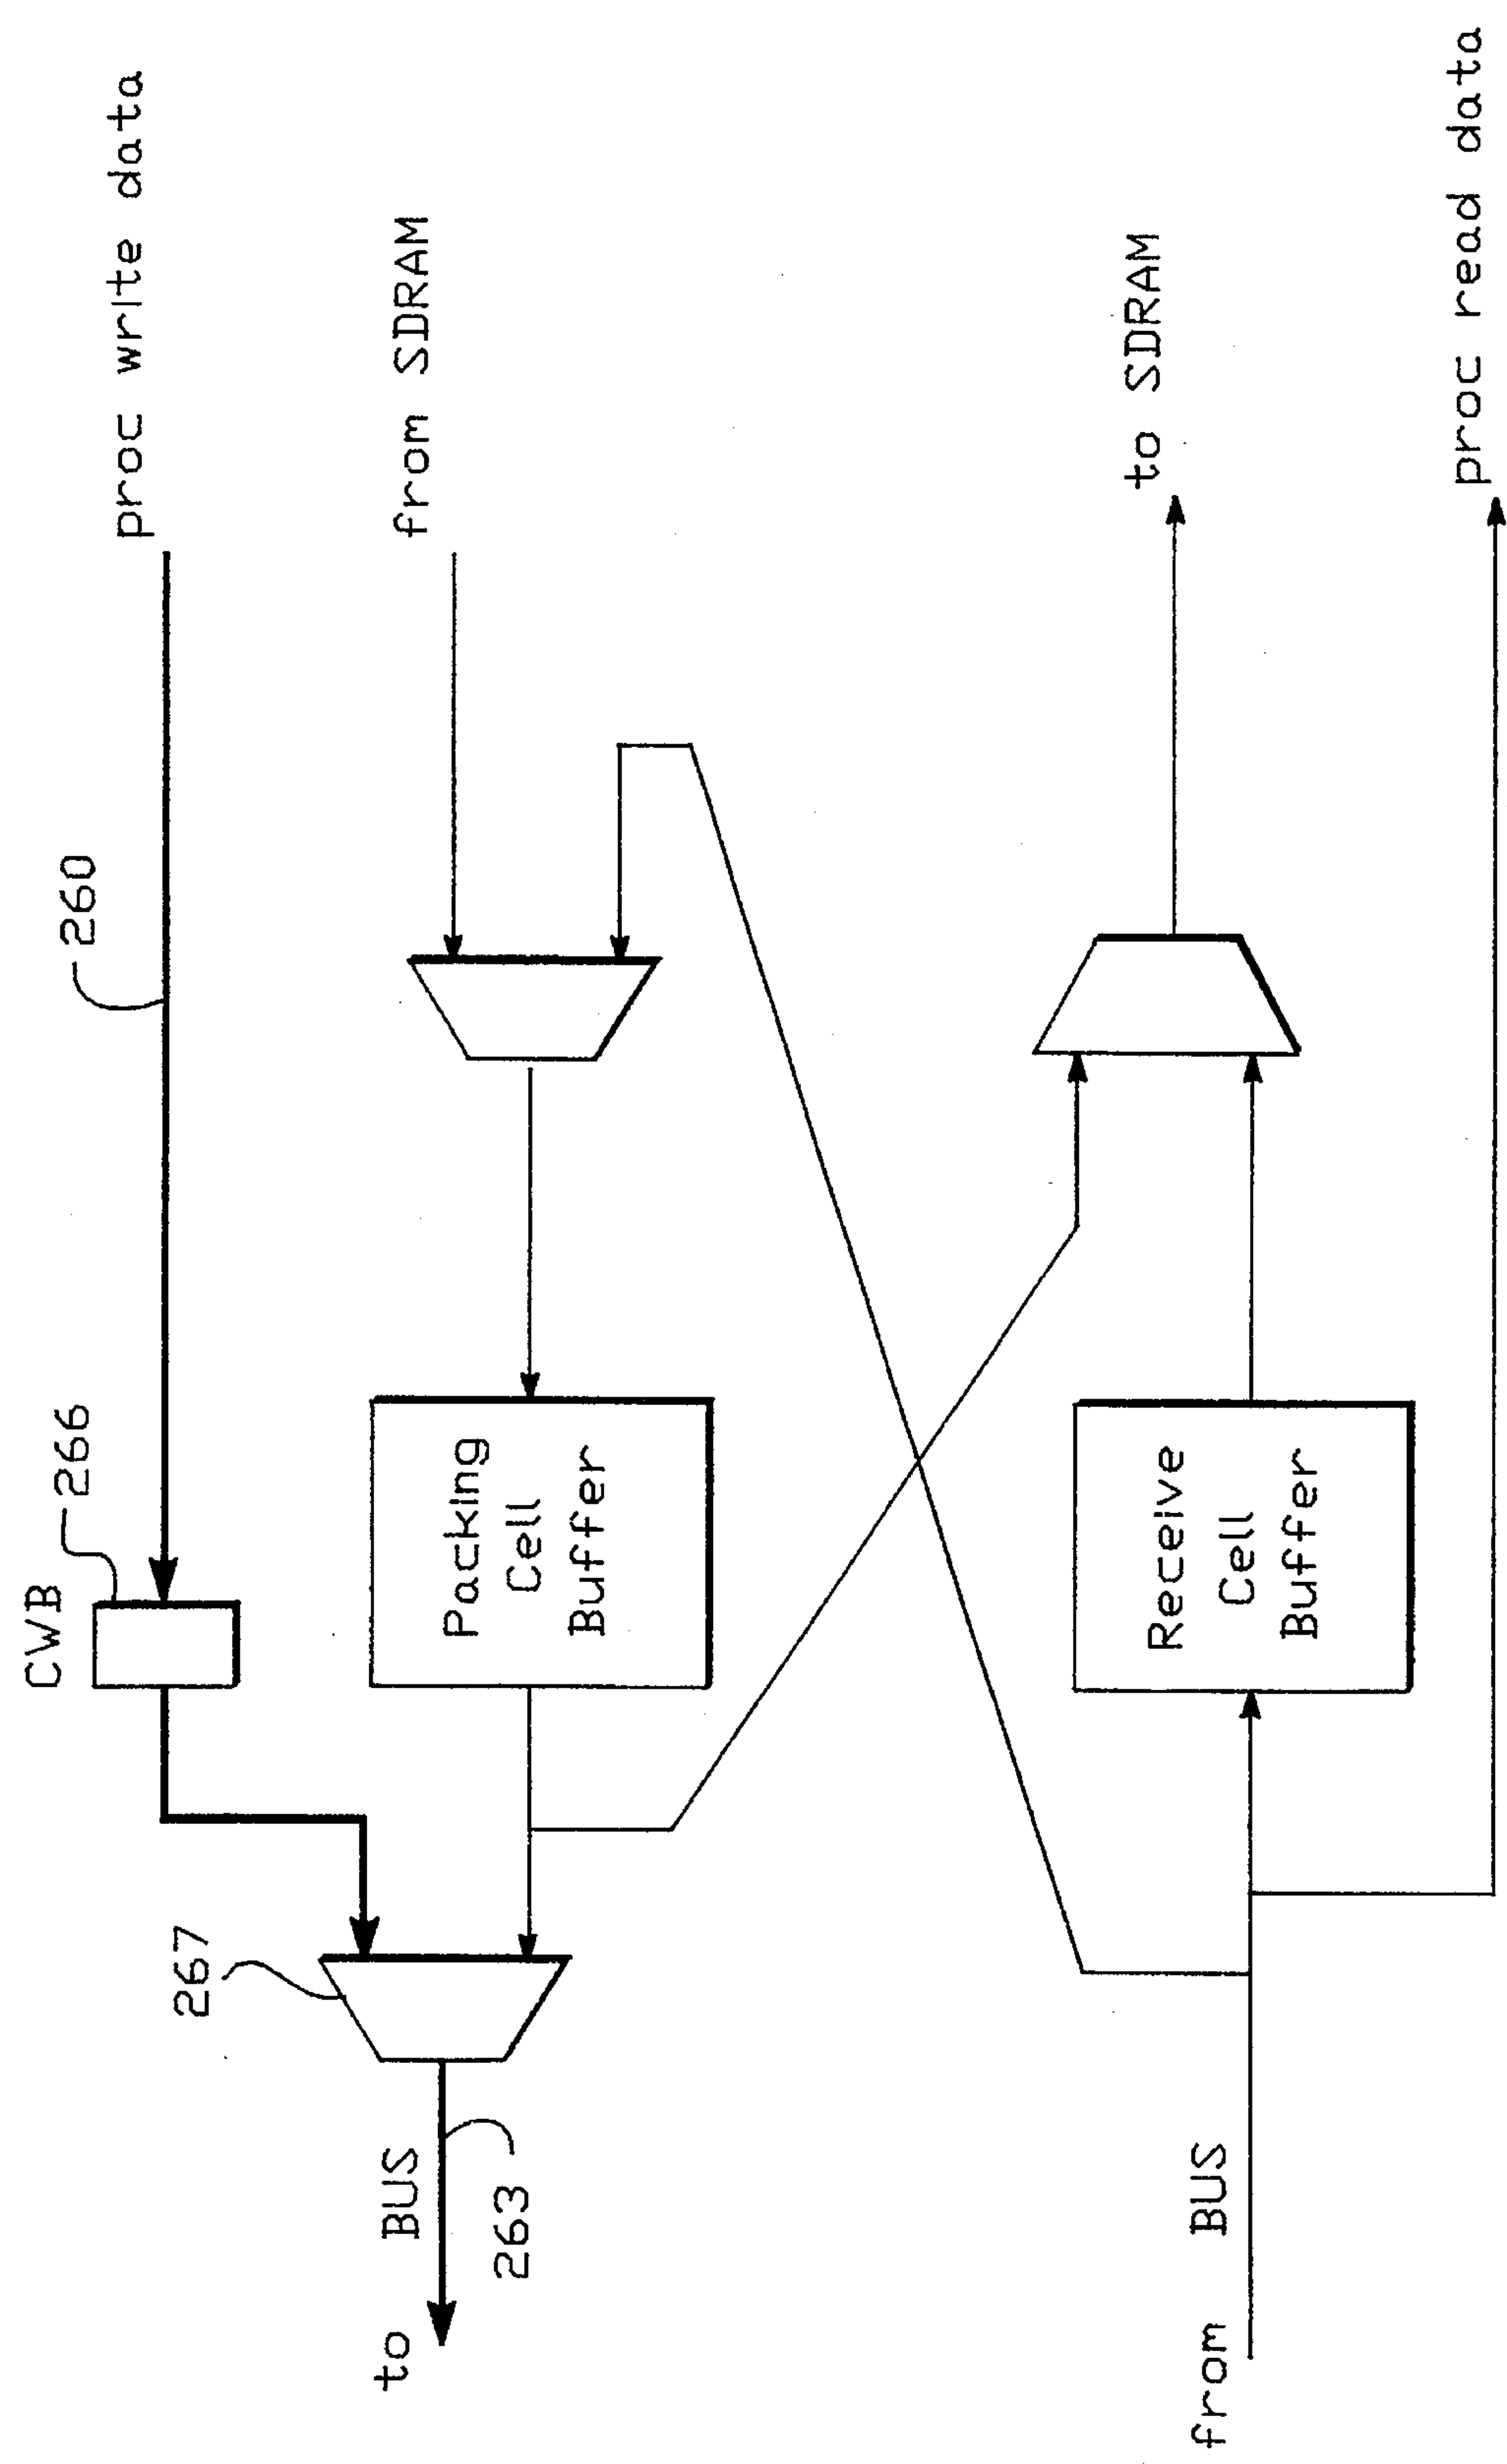 proc write data
260
CWB
266
from SDRAM
Packing
Cell
Buffer
267
to BUS
263
to SDRAM
Receive
Cell
Buffer
from BUS
proc read data